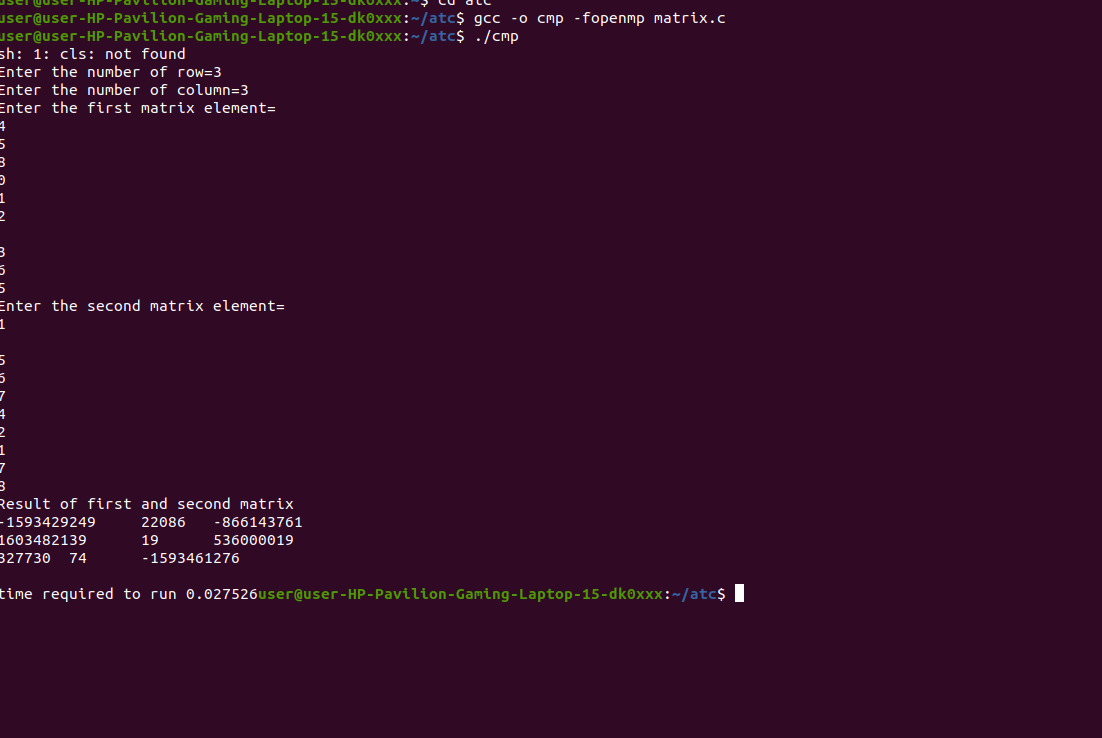 user@user-HP-Pavilion-Gaming-Laptop-15-dk0xxx:~$ cd atc
user@user-HP-Pavilion-Gaming-Laptop-15-dk0xxx:~/atc$ gcc -o cmp -fopenmp matrix.c
user@user-HP-Pavilion-Gaming-Laptop-15-dk0xxx:~/atc$ ./cmp
sh: 1: cls: not found
Enter the number of row=3
Enter the number of column=3
Enter the first matrix element=
4
5
8
0
1
2
3
6
5
Enter the second matrix element=
1
5
6
7
4
2
1
7
8
Result of first and second matrix
-1593429249 22086 -866143761
1603482139 19 536000019
327730 74 -1593461276
time required to run 0.027526user@user-HP-Pavilion-Gaming-Laptop-15-dk0xxx:~/atc$